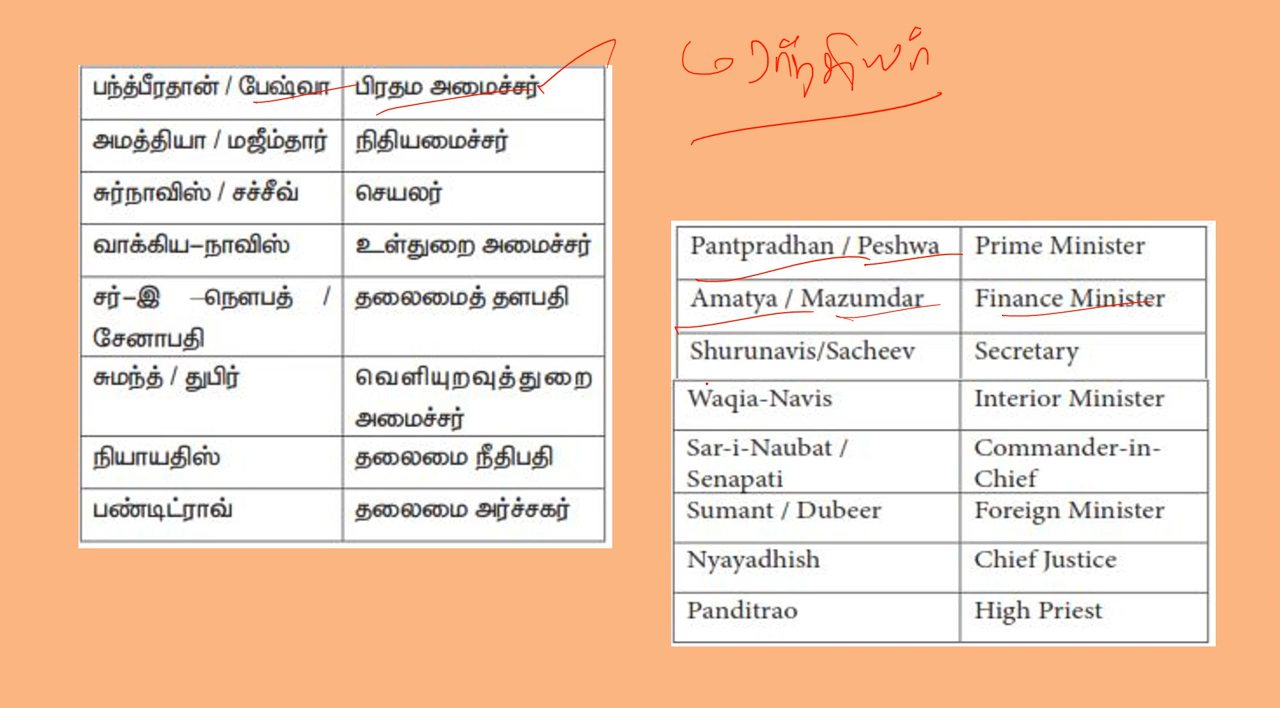 மராத்தியர்
பந்த்பீரதான் / பேஷ்வா பிரதம அமைச்சர்
அமத்தியா / மஜீம்தார் நிதியமைச்சர்
சுர்நாவிஸ் / சச்சீவ் செயலர்
வாக்கிய–நாவிஸ் உள்துறை அமைச்சர்
சர்–இ –நௌபத் / தலைமைத் தளபதி
சேனாபதி
சுமந்த் / துபிர் வெளியுறவுத்துறை
அமைச்சர்
நியாயதிஸ் தலைமை நீதிபதி
பண்டிட்ராவ் தலைமை அர்ச்சகர்
Pantpradhan / Peshwa Prime Minister
Amatya / Mazumdar Finance Minister
Shurunavis/Sacheev Secretary
Waqia-Navis Interior Minister
Sar-i-Naubat / Commander-in-
Senapati Chief
Sumant / Dubeer Foreign Minister
Nyayadhish Chief Justice
Panditrao High Priest